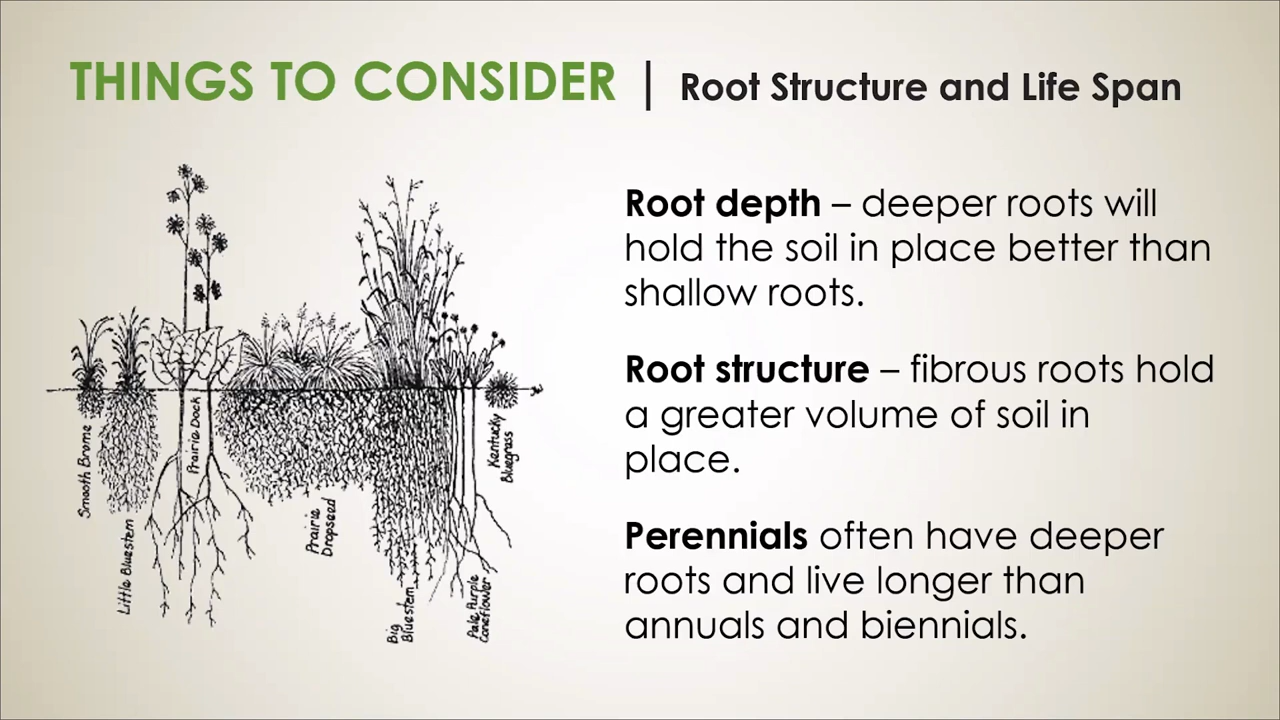 THINGS TO CONSIDER | Root Structure and Life Span
Root depth – deeper roots will
hold the soil in place better than
shallow roots.
Root structure – fibrous roots hold
a greater volume of soil in
place.
Perennials often have deeper
roots and live longer than
annuals and biennials.
Smooth Brome
Little Bluestem
Prairie Dock
Prairie
Dropseed
Big
Bluestem
Pale Purple
Coneflower
Kentucky
Bluegrass